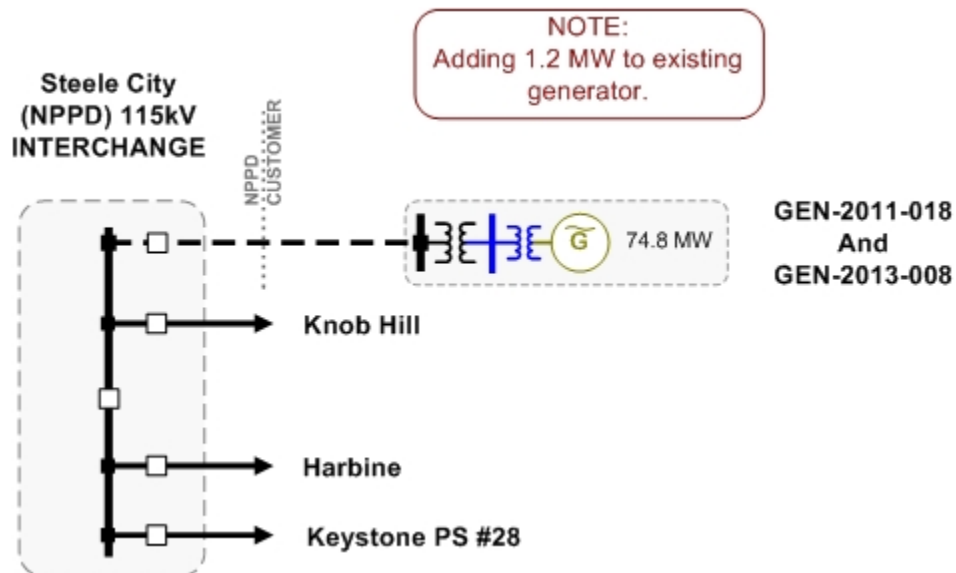 NOTE:
Adding 1.2 MW to existing
generator.
Steele City
(NPPD) 115kV
INTERCHANGE
NPPD
CUSTOMER
G
74.8 MW
GEN-2011-018
And
GEN-2013-008
Knob Hill
Harbine
Keystone PS #28